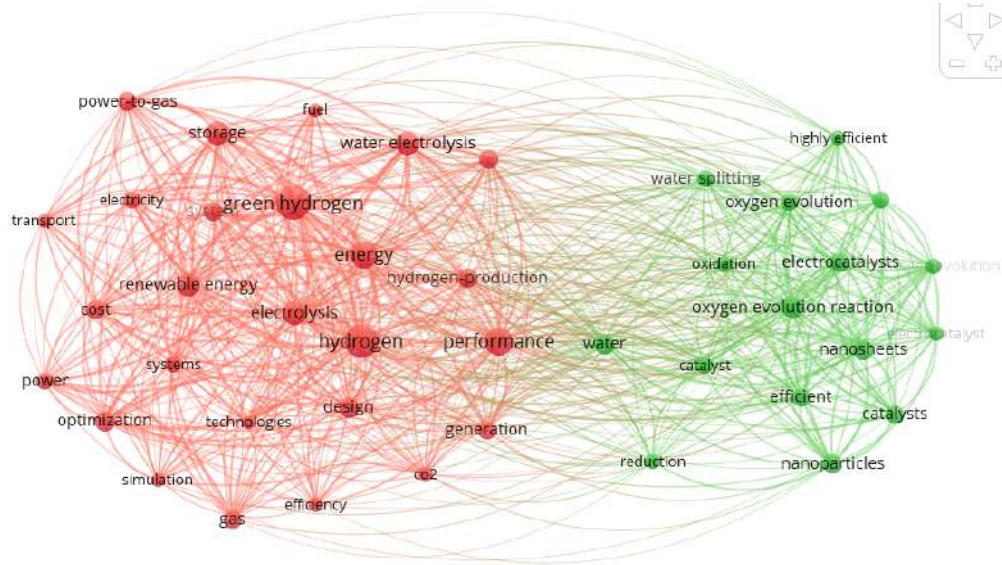 power-to-gas
fuel
storage
water electrolysis
highly efficient
water splitting
electricity
green hydrogen
oxygen evolution
transport
energy
oxidation
electrocatalysts
hydrogen-production
renewable energy
cost
electrolysis
oxygen evolution reaction
hydrogen
performance
water
nanosheets
systems
catalyst
power
efficient
optimization
technologies
design
generation
catalysts
reduction
nanoparticles
simulation
co2
efficiency
gas